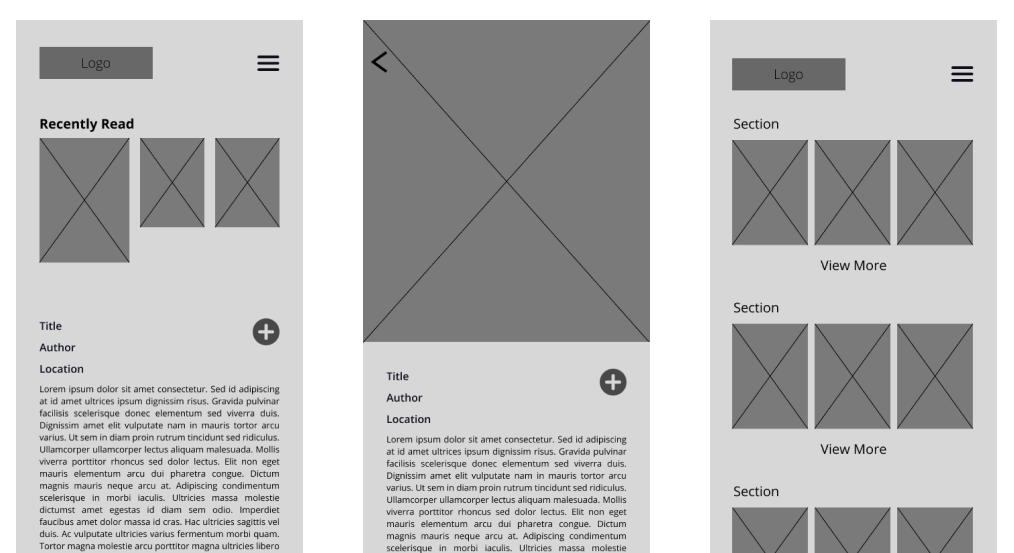 Logo
Recently Read
Title
Author
Location
Lorem ipsum dolor sit amet consectetur. Sed id adipiscing
at id amet ultrices ipsum dignissim risus. Gravida pulvinar
facilisis scelerisque donec elementum sed viverra duis.
Dignissim amet elit vulputate nam in mauris tortor arcu
varius. Ut sem in diam proin rutrum tincidunt sed ridiculus.
Ullamcorper ullamcorper lectus aliquam malesuada. Mollis
viverra porttitor rhoncus sed dolor lectus. Elit non eget
mauris elementum arcu dui pharetra congue. Dictum
magnis mauris neque arcu at. Adipiscing condimentum
scelerisque in morbi iaculis. Ultricies massa molestie
dictumst amet egestas id diam sem odio. Imperdiet
faucibus amet dolor massa id cras. Hac ultricies sagittis vel
duis. Ac vulputate ultricies varius fermentum morbi quam.
Tortor magna molestie arcu porttitor magna ultricies libero
Title
Author
Location
Lorem ipsum dolor sit amet consectetur. Sed id adipiscing
at id amet ultrices ipsum dignissim risus. Gravida pulvinar
facilisis scelerisque donec elementum sed viverra duis.
Dignissim amet elit vulputate nam in mauris tortor arcu
varius. Ut sem in diam proin rutrum tincidunt sed ridiculus.
Ullamcorper ullamcorper lectus aliquam malesuada. Mollis
viverra porttitor rhoncus sed dolor lectus. Elit non eget
mauris elementum arcu dui pharetra congue. Dictum
magnis mauris neque arcu at. Adipiscing condimentum
scelerisque in morbi iaculis. Ultricies massa molestie
Logo
Section
View More
Section
View More
Section